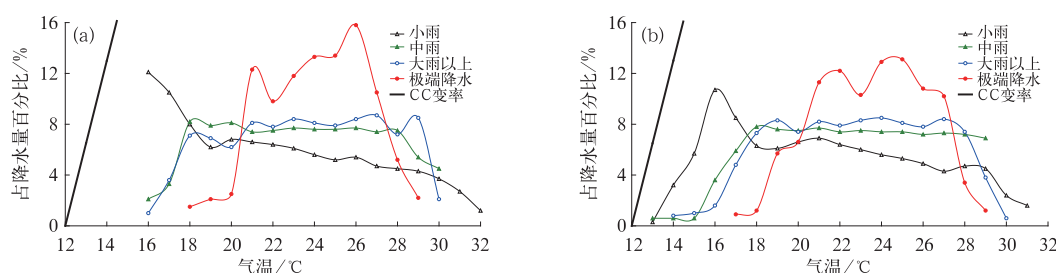 (a)
占降水量百分比/%
16
12
8
4
0
小雨
中雨
大雨以上
极端降水
CC变率
12 14 16 18 20 22 24 26 28 30 32
气温/℃
(b)
占降水量百分比/%
16
12
8
4
0
小雨
中雨
大雨以上
极端降水
CC变率
12 13 14 15 16 17 18 19 20 21 22 23 24 25 26 27 28 29 30 31 32
气温/℃